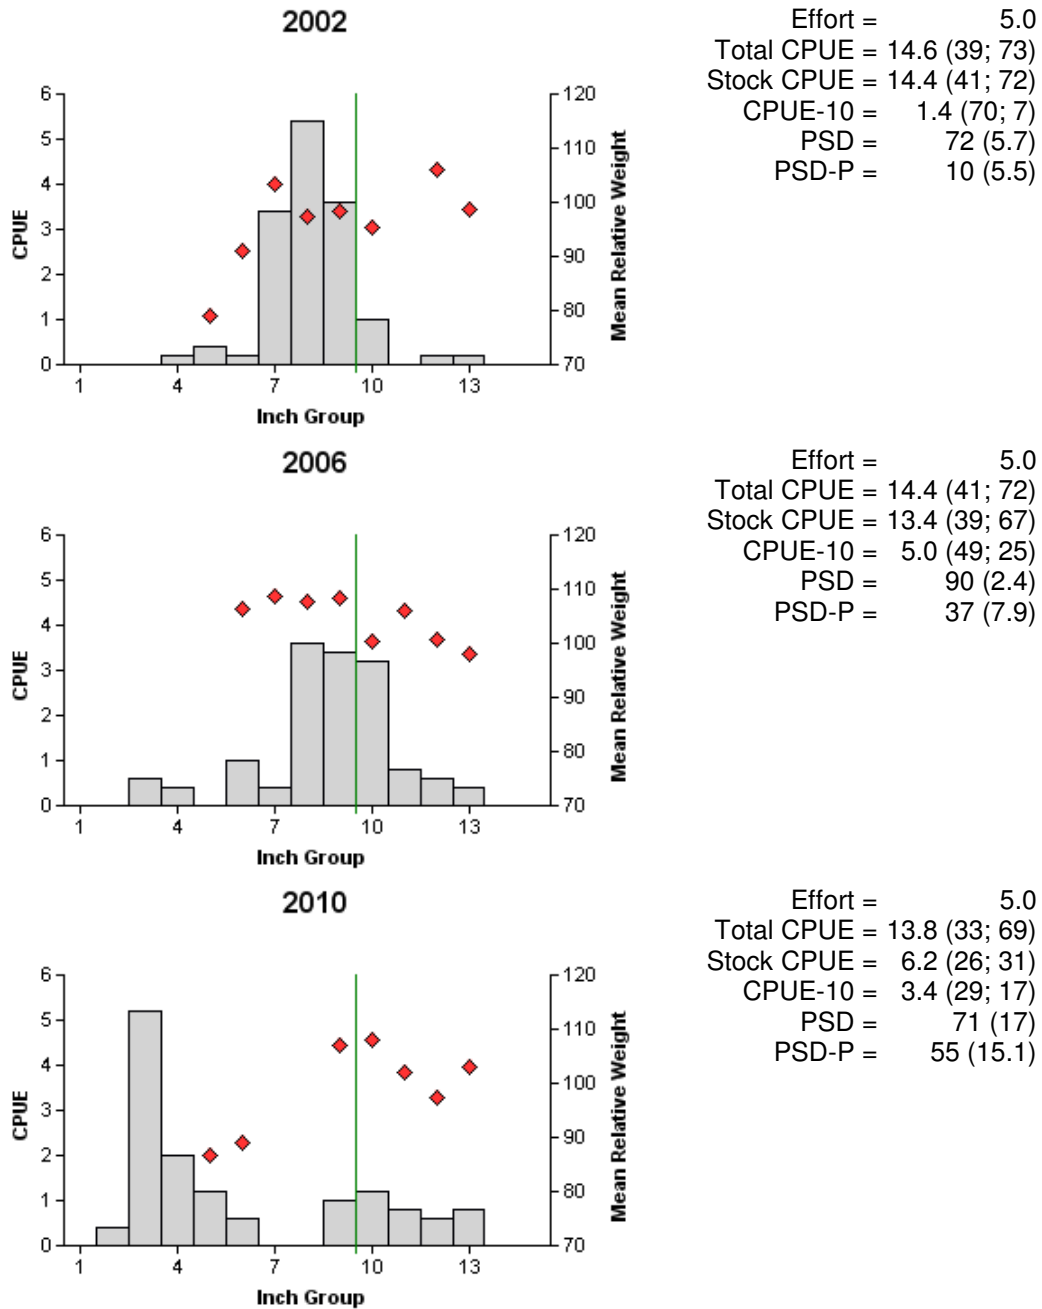 2002
Effort = 5.0
Total CPUE = 14.6 (39; 73)
Stock CPUE = 14.4 (41; 72)
CPUE-10 = 1.4 (70; 7)
PSD = 72 (5.7)
PSD-P = 10 (5.5)
6
5
4
3
2
1
0
CPUE
120
110
100
90
80
70
Mean Relative Weight
1 4 7 10 13
Inch Group
2006
Effort = 5.0
Total CPUE = 14.4 (41; 72)
Stock CPUE = 13.4 (39; 67)
CPUE-10 = 5.0 (49; 25)
PSD = 90 (2.4)
PSD-P = 37 (7.9)
6
5
4
3
2
1
0
CPUE
120
110
100
90
80
70
Mean Relative Weight
1 4 7 10 13
Inch Group
2010
Effort = 5.0
Total CPUE = 13.8 (33; 69)
Stock CPUE = 6.2 (26; 31)
CPUE-10 = 3.4 (29; 17)
PSD = 71 (17)
PSD-P = 55 (15.1)
6
5
4
3
2
1
0
CPUE
120
110
100
90
80
70
Mean Relative Weight
1 4 7 10 13
Inch Group